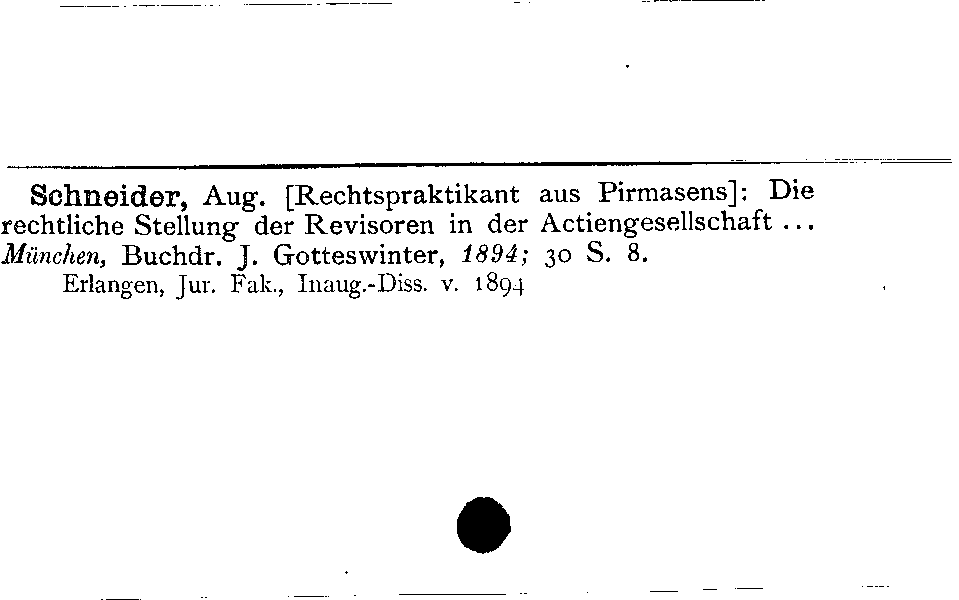 Schneider, Aug. [Rechtspraktikant aus Pirmasens]: Die
rechtliche Stellung der Revisoren in der Actiengesellschaft ...
München, Buchdr. J. Gotteswinter, 1894; 30 S. 8.
Erlangen, Jur. Fak., Inaug.-Diss. v. 1894